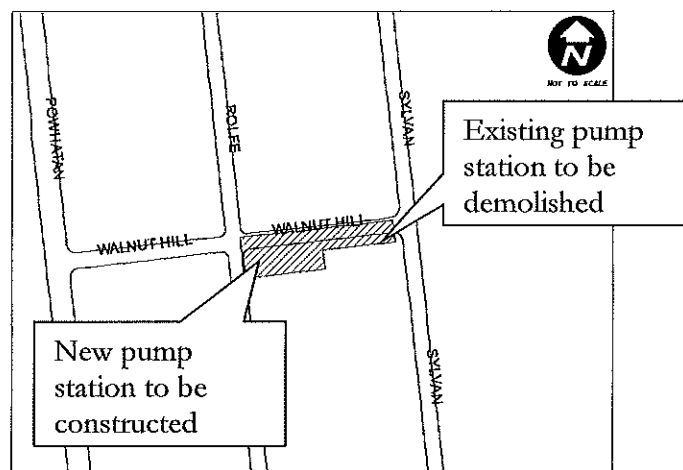 N
NOT TO SCALE
POWHATAN
ROLFE
SYLVAN
Existing pump
station to be
demolished
WALNUT HILL
WALNUT HILL
New pump
station to be
constructed
SYLVAN